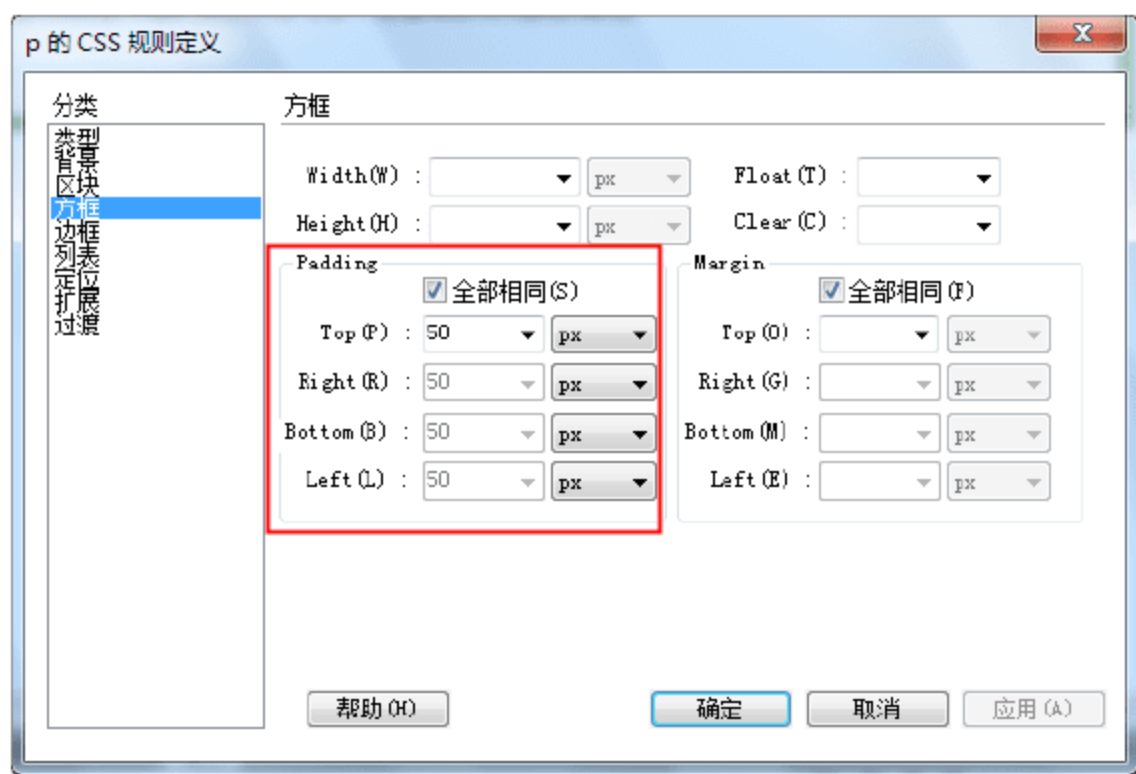 p 的 CSS 规则定义
分类
类型
背景
区块
方框
边框
列表
定位
扩展
过渡
方框
Width(W) : px Float(T) :
Height(H) : px Clear(C) :
Padding
全部相同(S)
Top(P) : 50 px
Right(R) : 50 px
Bottom(B) : 50 px
Left(L) : 50 px
Margin
全部相同(F)
Top(O) : px
Right(G) : px
Bottom(M) : px
Left(E) : px
帮助(H) 确定 取消 应用(A)